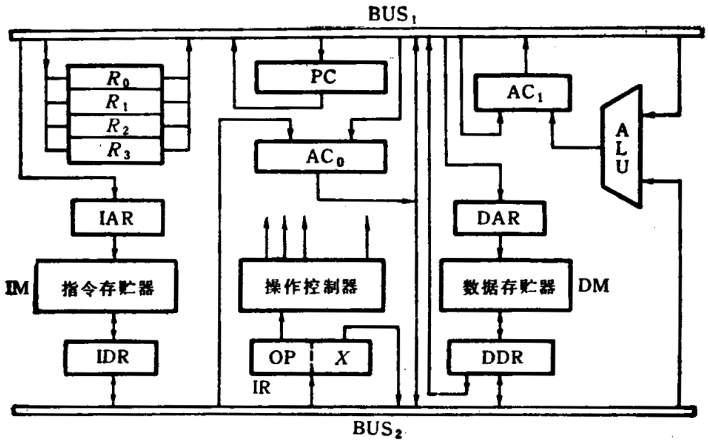 BUS₁
R₀
R₁
R₂
R₃
PC
AC₀
AC₁
ALU
IAR
DAR
IM
指令存贮器
操作控制器
数据存贮器
DM
IDR
OP
X
DDR
IR
BUS₂